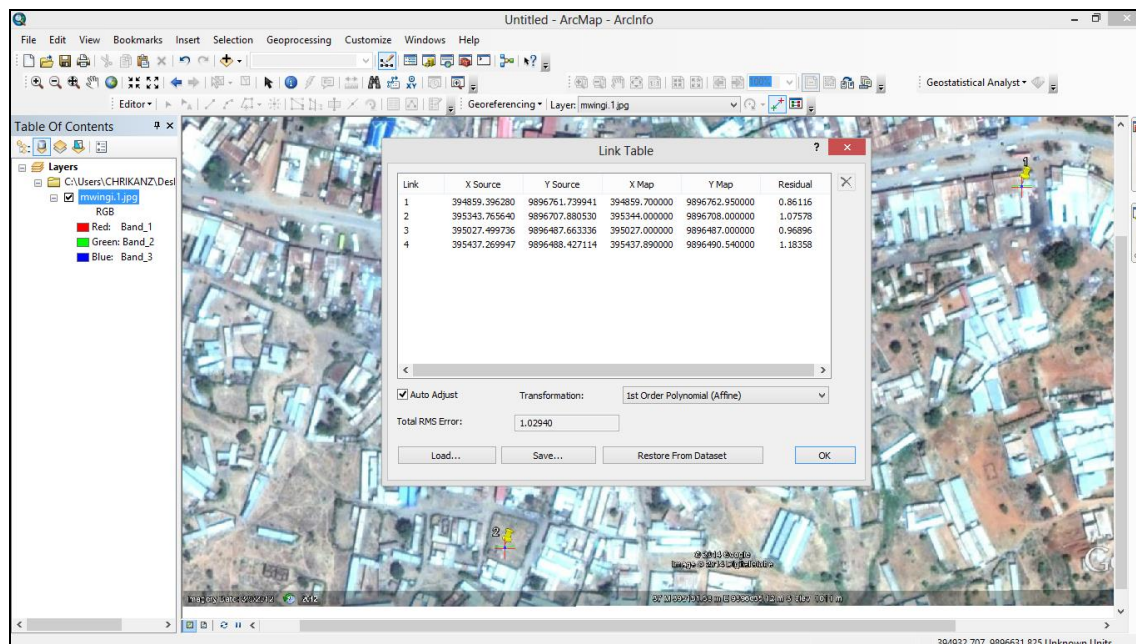 Untitled - ArcMap - ArcInfo
File Edit View Bookmarks Insert Selection Geoprocessing Customize Windows Help
Geostatistical Analyst
Editor Georeferencing Layer: mwingi.1.jpg
Table Of Contents
Layers
C:\Users\CHRIKANZ\Desl
mwingi.1.jpg
RGB
Red: Band_1
Green: Band_2
Blue: Band_3
1
Link Table
Link X Source Y Source X Map Y Map Residual
1 394859.396280 9896761.739941 394859.700000 9896762.950000 0.86116
2 395343.765640 9896707.880530 395344.000000 9896708.000000 1.07578
3 395027.499736 9896487.663336 395027.000000 9896487.000000 0.96896
4 395437.269947 9896488.427114 395437.890000 9896490.540000 1.18358
Auto Adjust Transformation: 1st Order Polynomial (Affine)
Total RMS Error: 1.02940
Load... Save... Restore From Dataset OK
2
© 2014 Google
Image © 2014 DigitalGlobe
2012
394932.707 9896631.825 Unknown Units